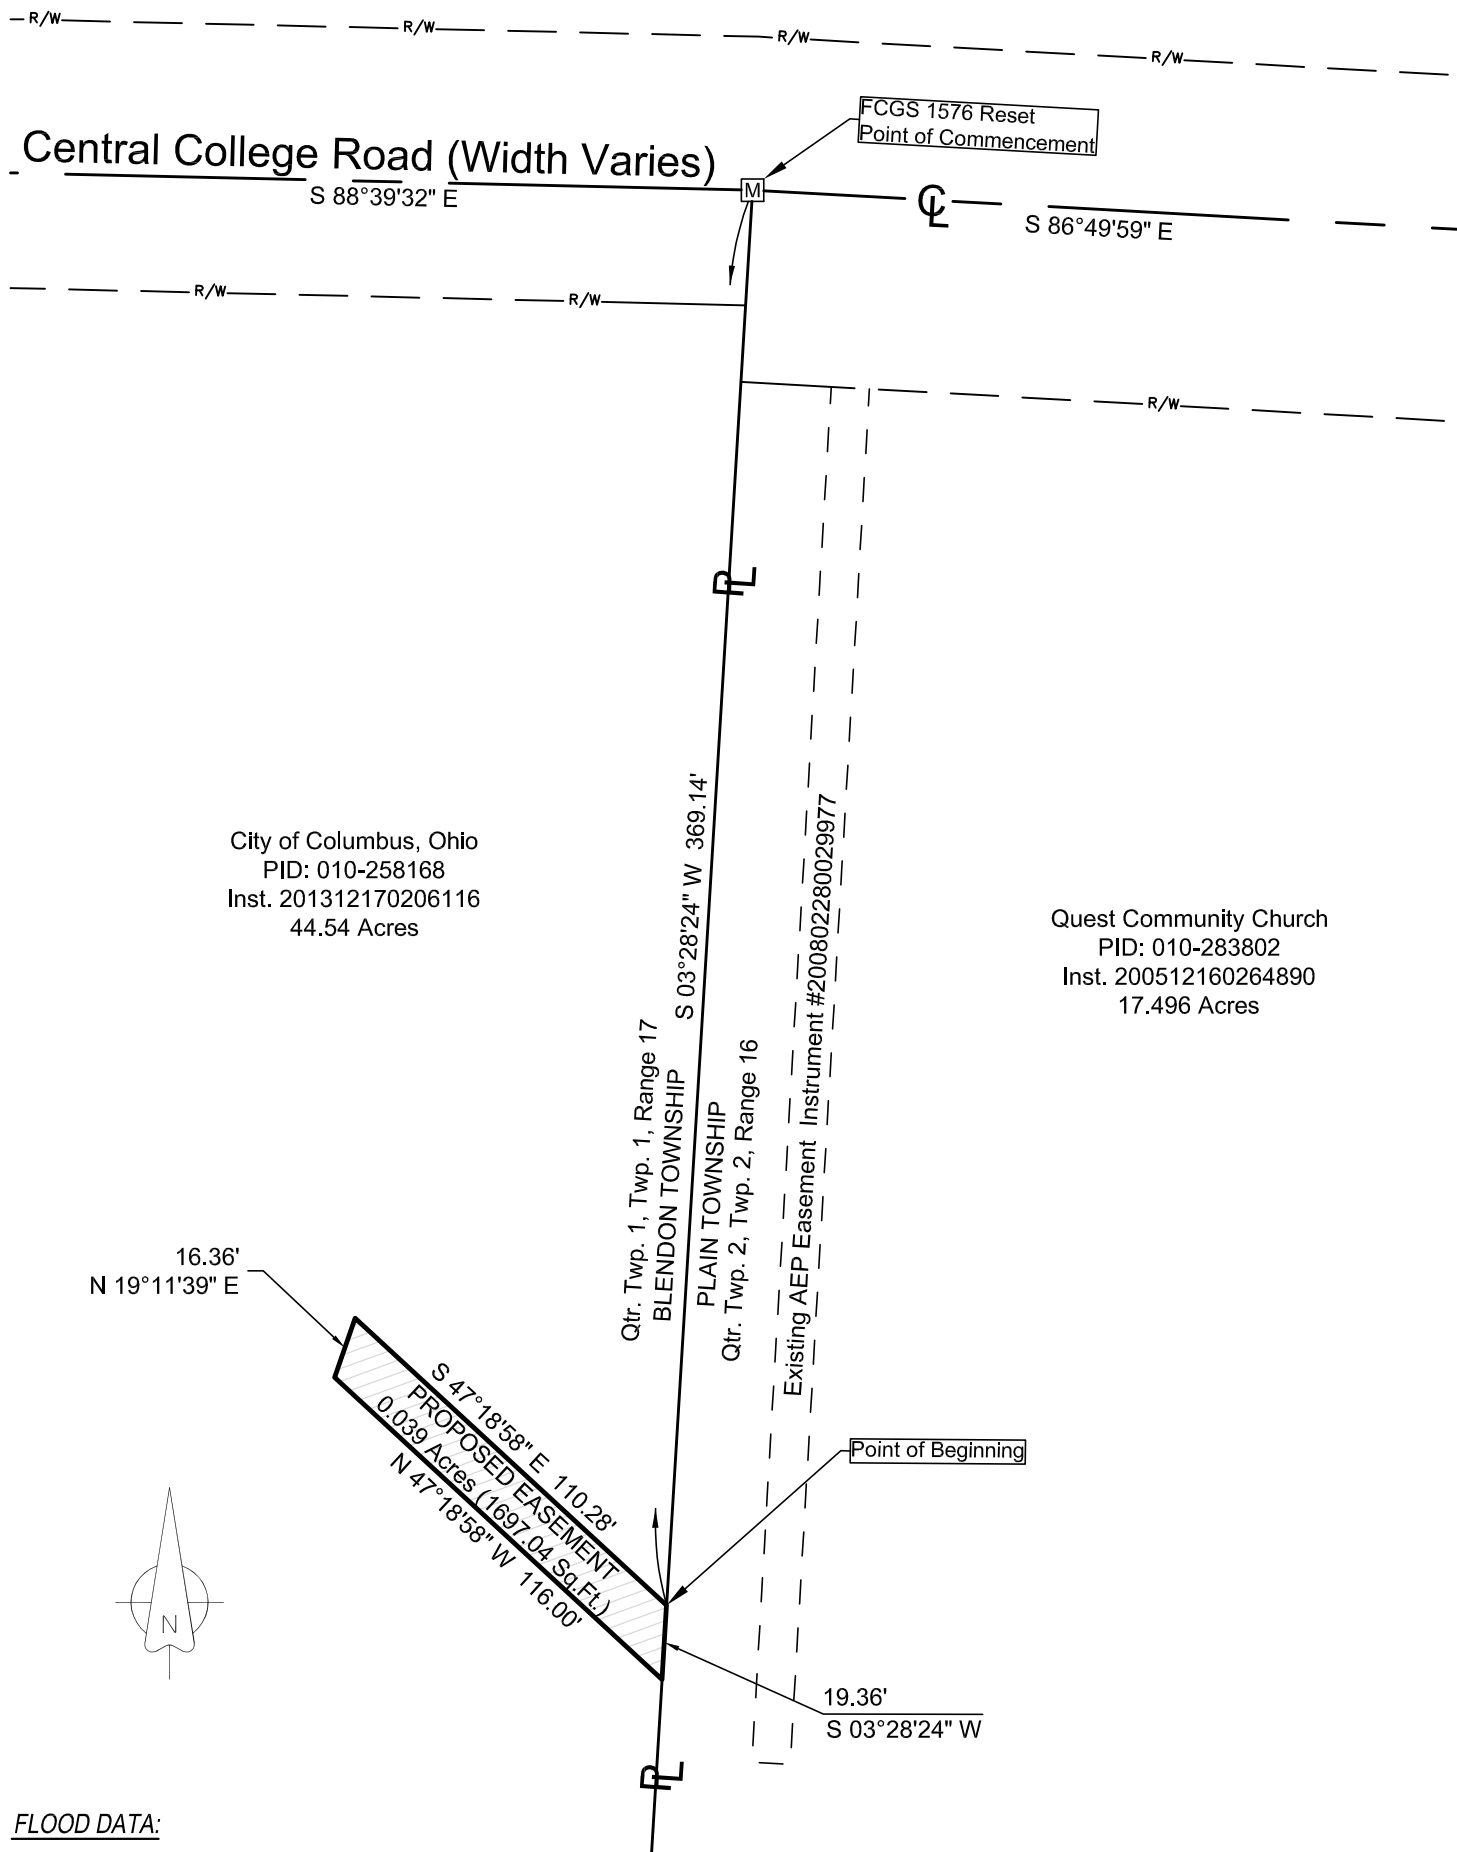 R/W R/W R/W R/W
FCGS 1576 Reset
Point of Commencement
Central College Road (Width Varies)
M
S 88°39'32" E
CL
S 86°49'59" E
R/W R/W
R/W
PL
S 03°28'24" W 369.14'
City of Columbus, Ohio
PID: 010-258168
Inst. 201312170206116
44.54 Acres
Quest Community Church
PID: 010-283802
Inst. 200512160264890
17.496 Acres
Existing AEP Easement Instrument #200802280029977
Qtr. Twp. 1, Twp. 1, Range 17
BLENDON TOWNSHIP
PLAIN TOWNSHIP
Qtr. Twp. 2, Twp. 2, Range 16
16.36'
N 19°11'39" E
S 47°18'58" E 110.28'
PROPOSED EASEMENT
0.039 Acres (1697.04 Sq.Ft.)
N 47°18'58" W 116.00'
Point of Beginning
N
19.36'
S 03°28'24" W
PL
FLOOD DATA: